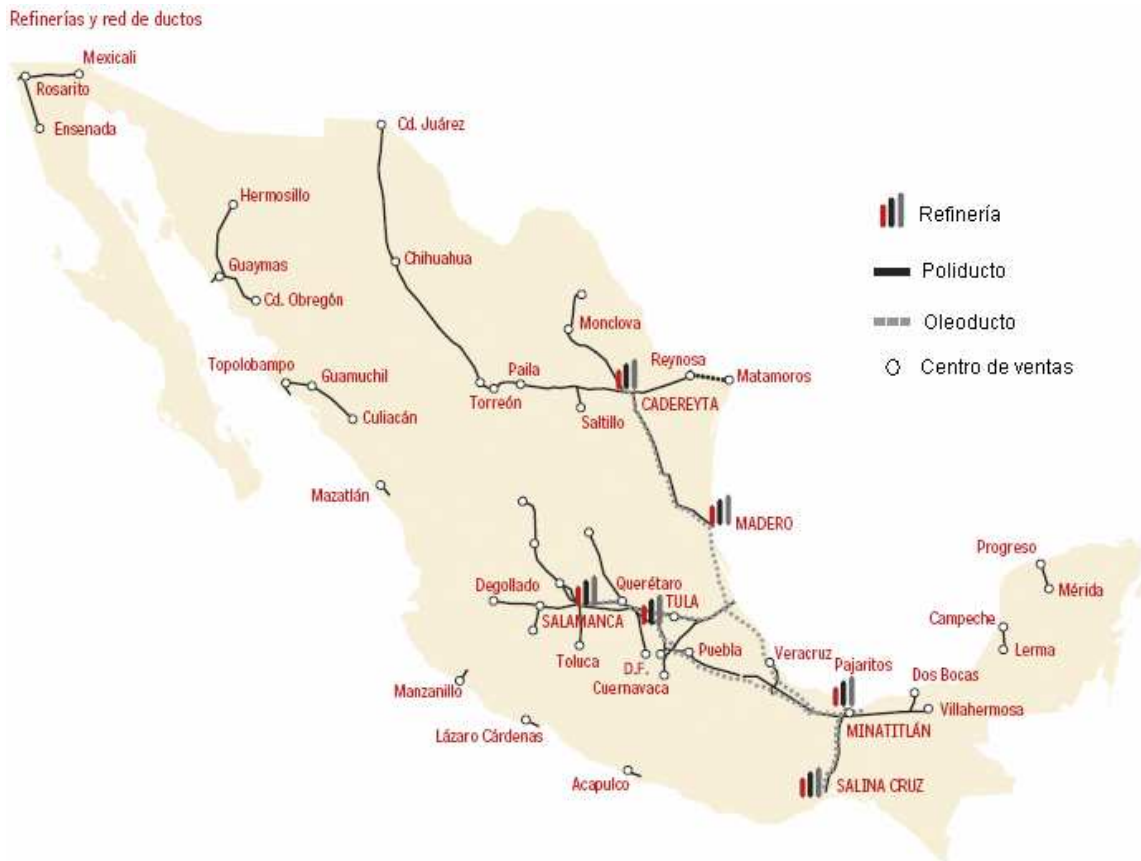 Refinerías y red de ductos
Mexicali
Rosarito
Ensenada
Cd. Juárez
Hermosillo
Guaymas
Cd. Obregón
Chihuahua
Refinería
Poliducto
Oleoducto
Centro de ventas
Monclova
Topolobampo
Guamuchil
Culiacán
Paila
Torreón
Saltillo
Reynosa
Matamoros
CADEREYTA
Mazatlán
MADERO
Degollado
Querétaro
TULA
SALAMANCA
Toluca
D.F.
Cuernavaca
Puebla
Veracruz
Pajaritos
Progreso
Mérida
Campeche
Lerma
Dos Bocas
Villahermosa
MINATITLÁN
Manzanillo
Lázaro Cárdenas
Acapulco
SALINA CRUZ